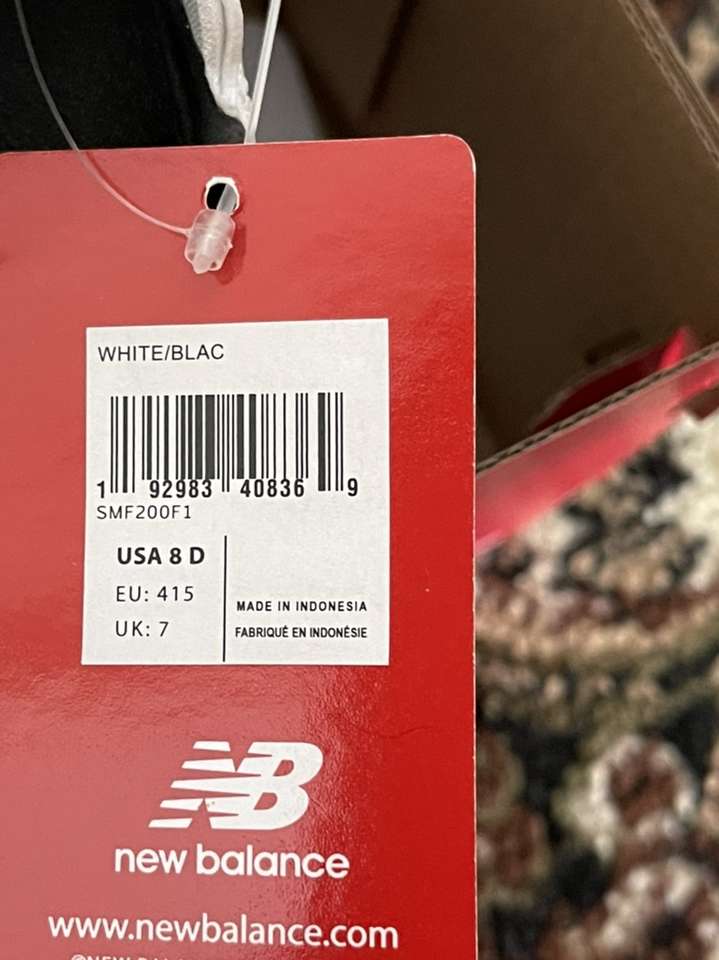 WHITE/BLAC
1 92983 40836 9
SMF200F1
USA 8 D
EU: 415
UK: 7
MADE IN INDONESIA
FABRIQUÉ EN INDONÉSIE
NB
new balance
www.newbalance.com